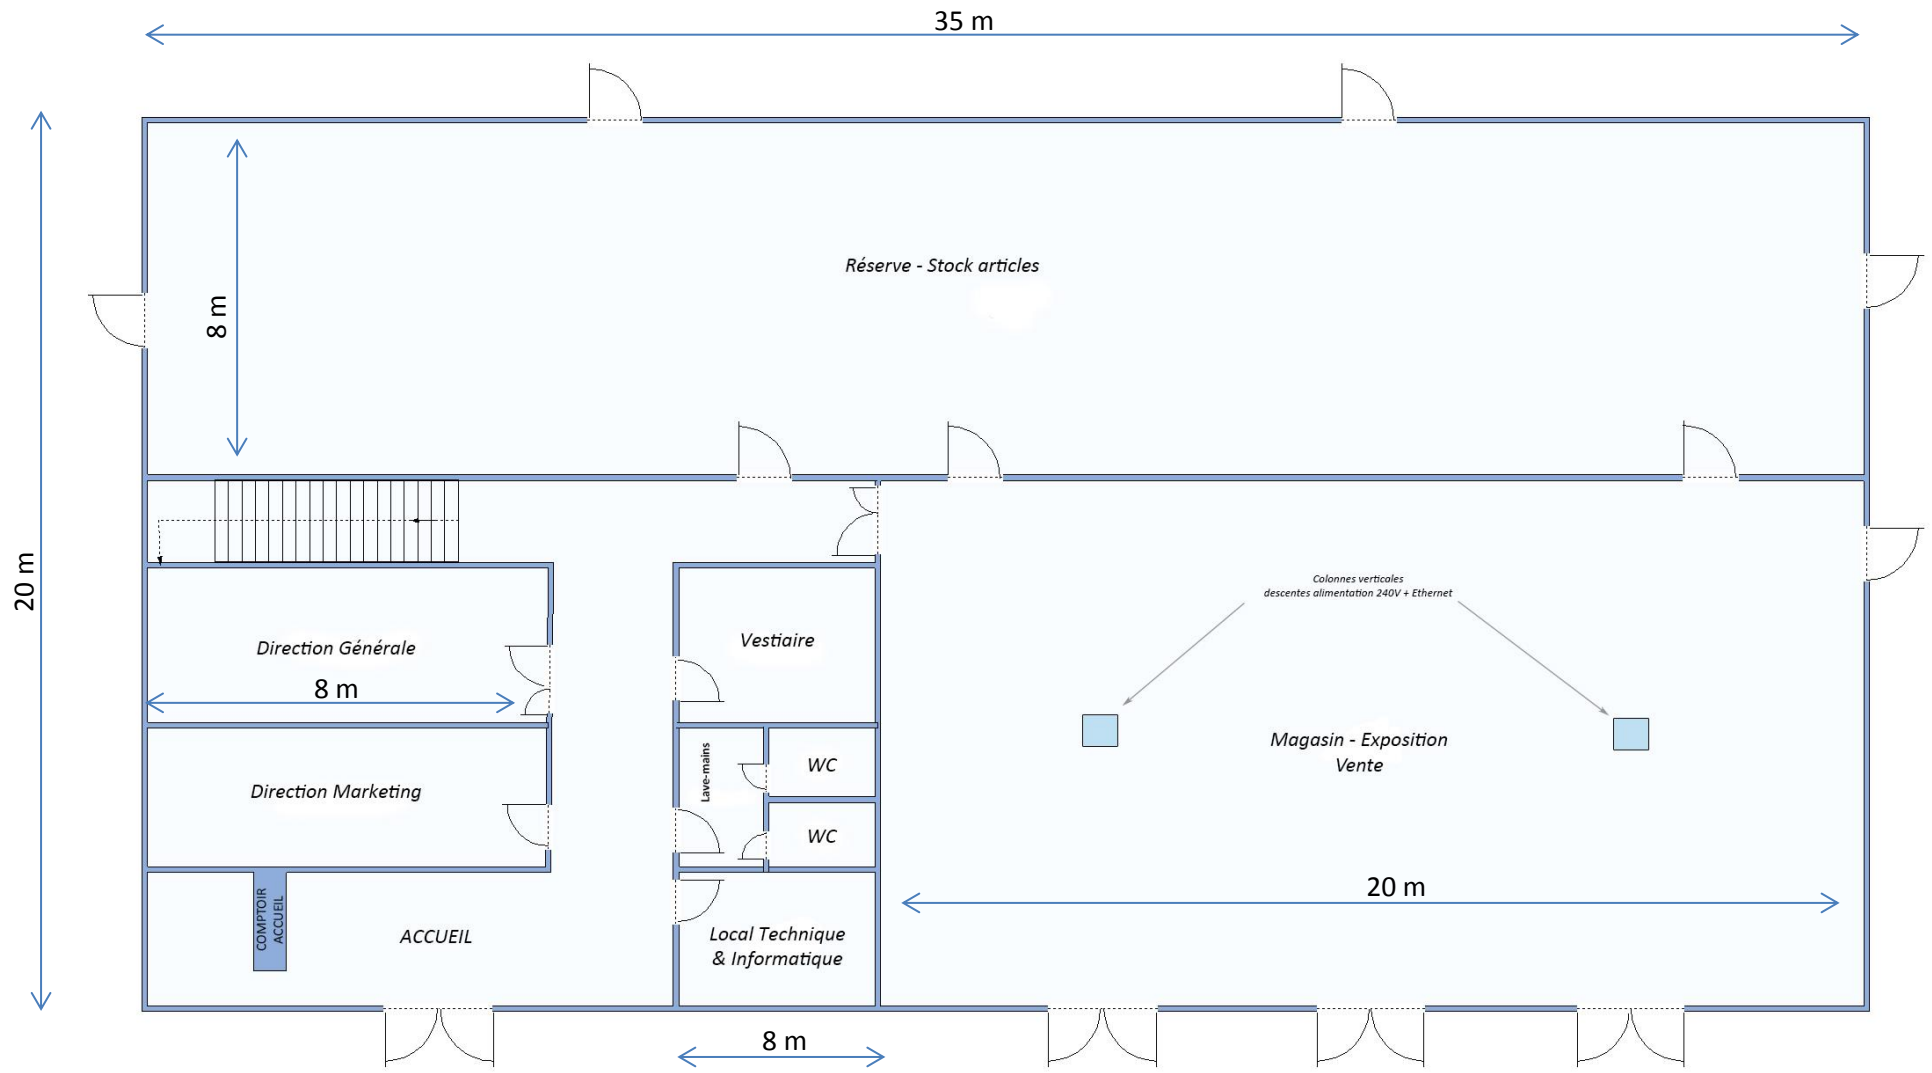 35 m
8 m
Réserve - Stock articles
20 m
Colonnes verticales
descentes alimentation 240V + Ethernet
Direction Générale
8 m
Vestiaire
Magasin - Exposition
Vente
Direction Marketing
Lave-mains
WC
WC
20 m
COMPTOIR
ACCUEIL
ACCUEIL
Local Technique
& Informatique
8 m